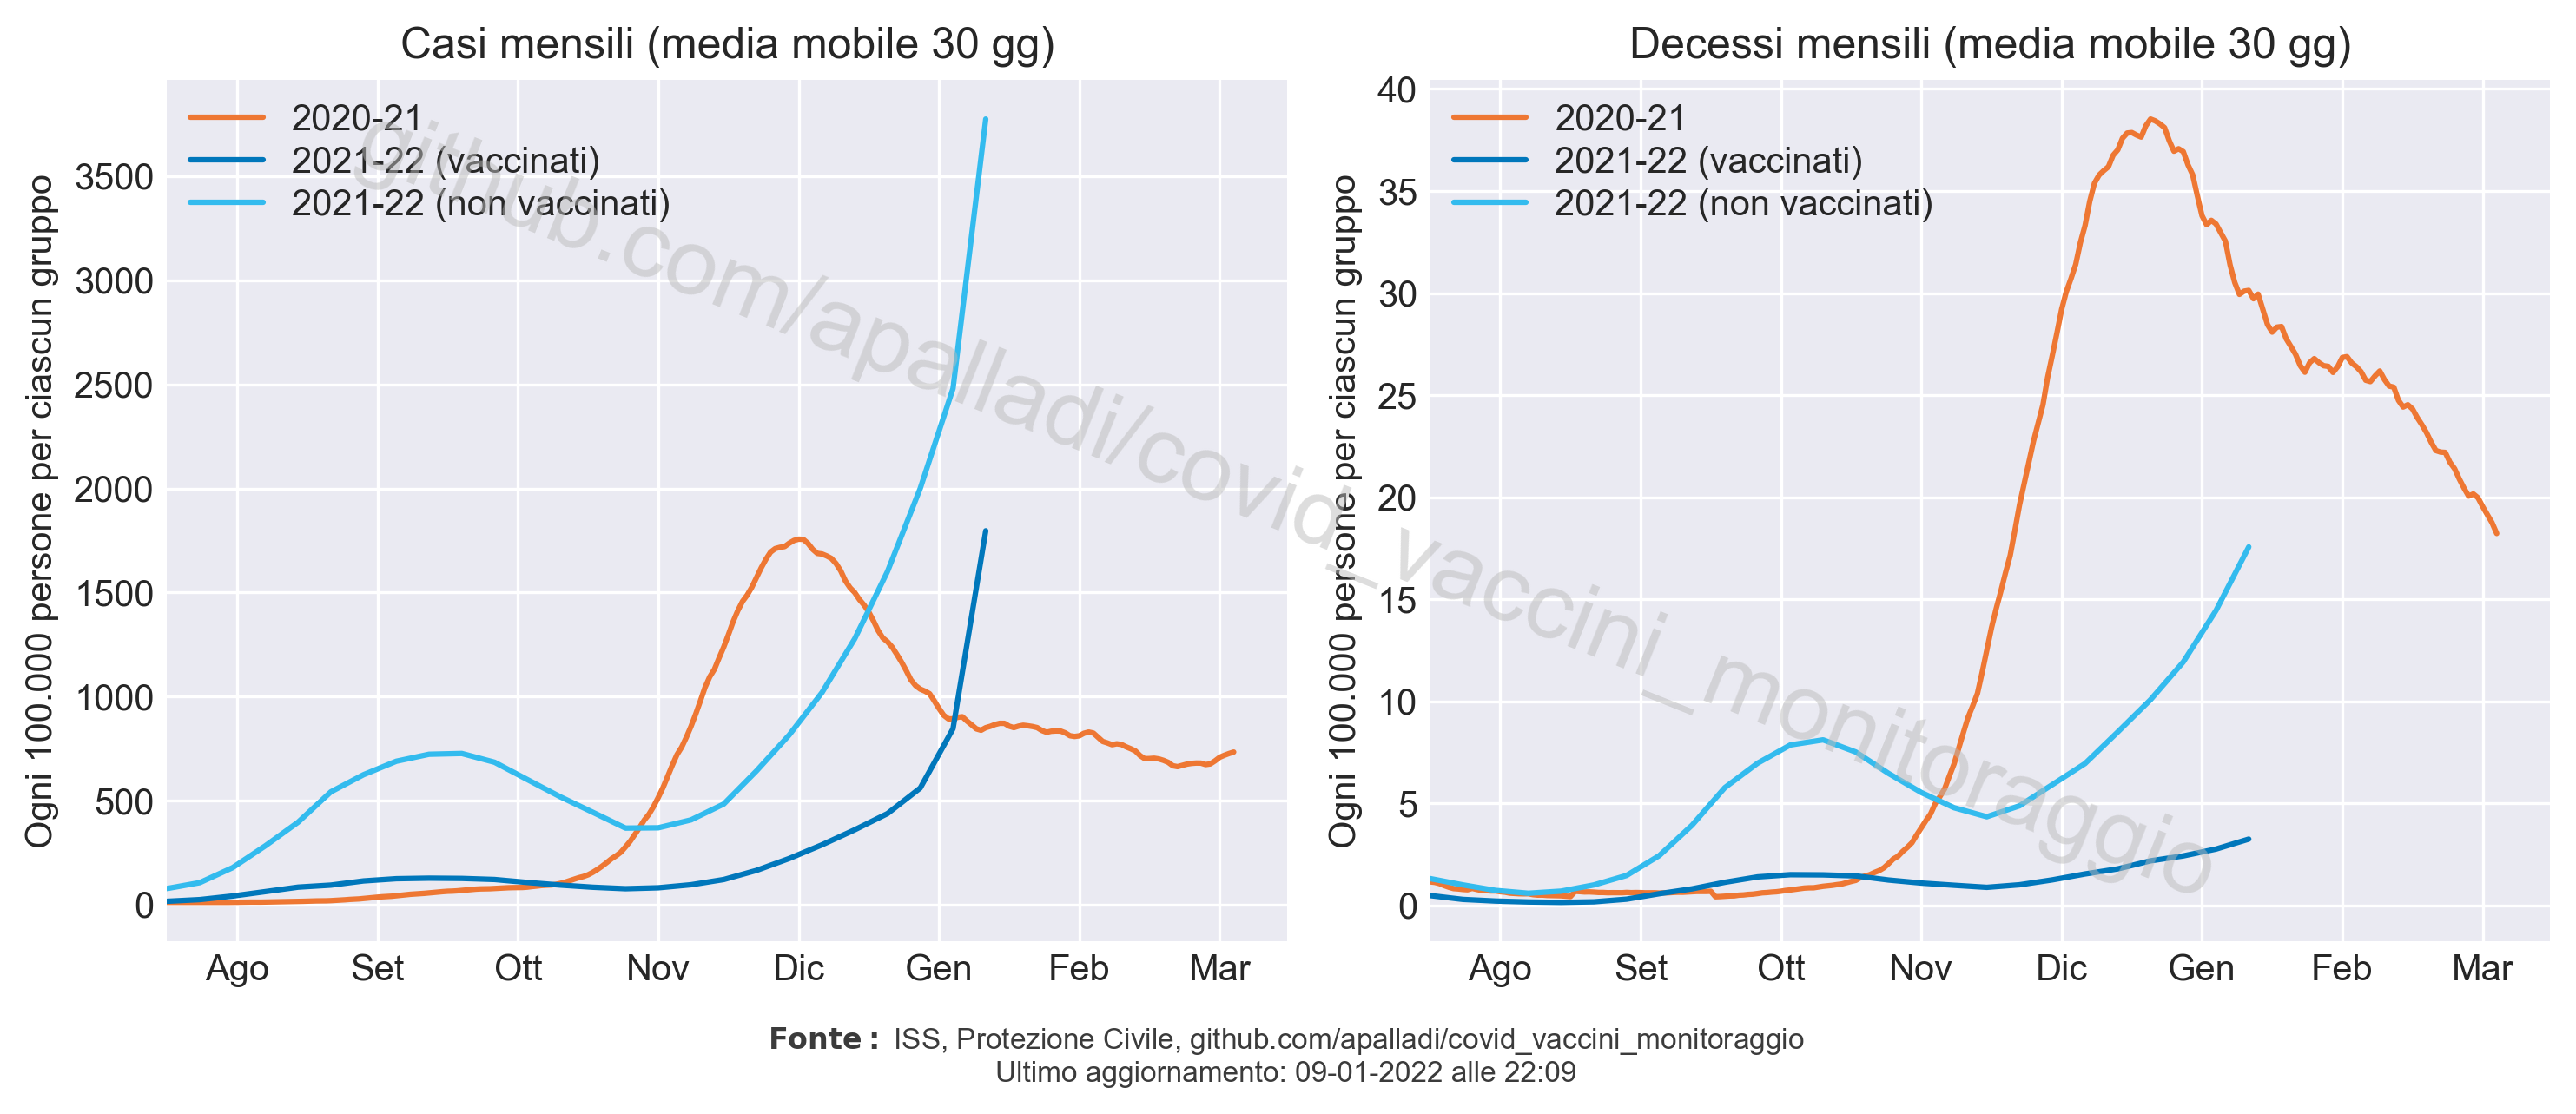 Casi mensili (media mobile 30 gg)
Ogni 100.000 persone per ciascun gruppo
3500
3000
2500
2000
1500
1000
500
0
2020-21
2021-22 (vaccinati)
2021-22 (non vaccinati)
Ago Set Ott Nov Dic Gen Feb Mar
Decessi mensili (media mobile 30 gg)
Ogni 100.000 persone per ciascun gruppo
40
35
30
25
20
15
10
5
0
2020-21
2021-22 (vaccinati)
2021-22 (non vaccinati)
Ago Set Ott Nov Dic Gen Feb Mar
github.com/apalladi/covid_vaccini_monitoraggio
Fonte: ISS, Protezione Civile, github.com/apalladi/covid_vaccini_monitoraggio
Ultimo aggiornamento: 09-01-2022 alle 22:09